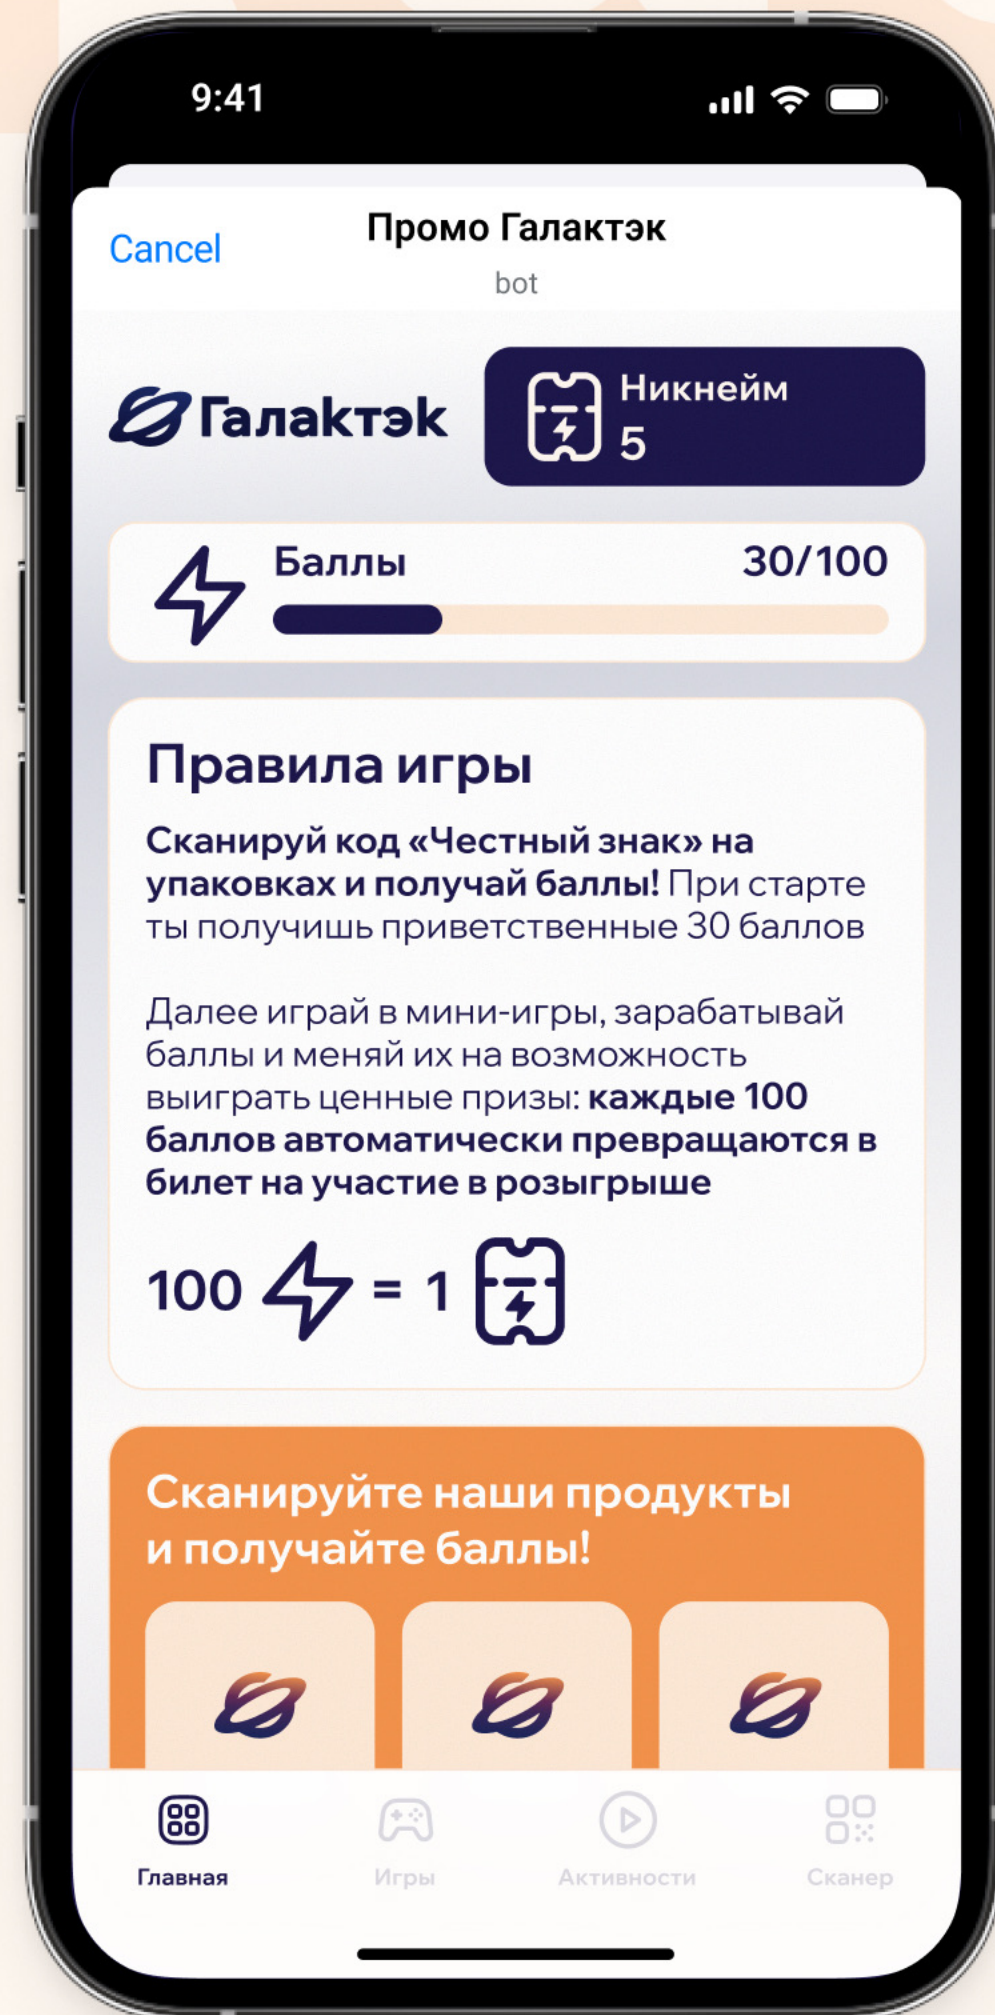 9:41
Cancel
Промо Галактэк
bot
Галактэк
Никнейм
5
Баллы
30/100
Правила игры
Сканируй код «Честный знак» на
упаковках и получай баллы! При старте
ты получишь приветственные 30 баллов
Далее играй в мини-игры, зарабатывай
баллы и меняй их на возможность
выиграть ценные призы: каждые 100
баллов автоматически превращаются в
билет на участие в розыгрыше
100 = 1
Сканируйте наши продукты
и получайте баллы!
Главная
Игры
Активности
Сканер